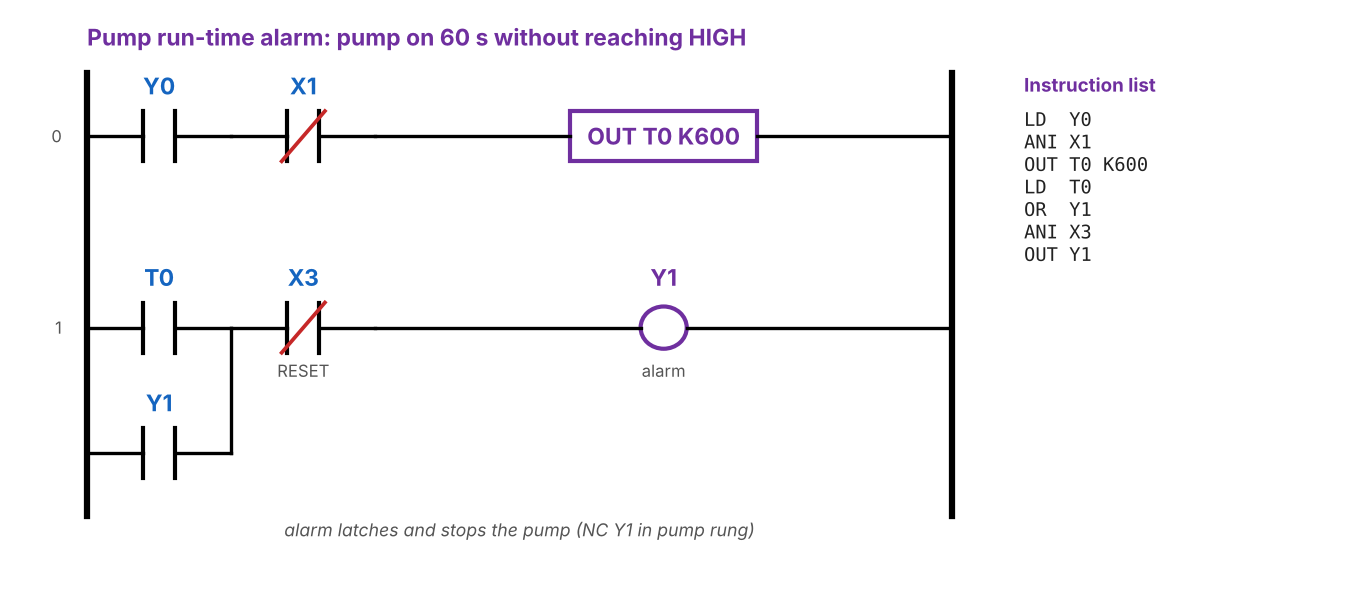 Pump run-time alarm: pump on 60 s without reaching HIGH
Y0 X1
0 OUT T0 K600
T0 X3 Y1
1
RESET alarm
Y1
alarm latches and stops the pump (NC Y1 in pump rung)
Instruction list
LD Y0
ANI X1
OUT T0 K600
LD T0
OR Y1
ANI X3
OUT Y1